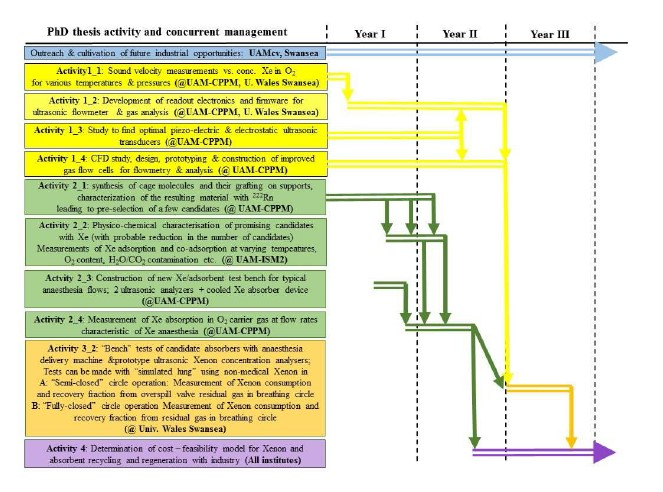 PhD thesis activity and concurrent management
Year I
Year II
Year III
Outreach & cultivation of future industrial opportunities: UAMcv, Swansea
Activity1_1: Sound velocity measurements vs. conc. Xe in O2
for various temperatures & pressures (@UAM-CPPM, U. Wales Swansea)
Activity 1_2: Development of readout electronics and firmware for
ultrasonic flowmeter & gas analysis (@UAM-CPPM, U. Wales Swansea)
Activity 1_3: Study to find optimal piezo-electric & electrostatic ultrasonic
transducers (@UAM-CPPM)
Activity 1_4: CFD study, design, prototyping & construction of improved
gas flow cells for flowmetry & analysis (@ UAM-CPPM)
Activity 2_1: synthesis of cage molecules and their grafting on supports,
characterization of the resulting material with 222Rn
leading to pre-selection of a few candidates (@ UAM-CPPM)
Activity 2_2: Physico-chemical characterisation of promising candidates
with Xe (with probable reduction in the number of candidates)
Measurements of Xe adsorption and co-adsorption at varying tempeatures,
O2 content, H2O/CO2 contamination etc. (@ UAM-ISM2)
Activity 2_3: Construction of new Xe/adsorbent test bench for typical
anaesthesia flows; 2 ultrasonic analyzers + cooled Xe absorber device
(@UAM-CPPM)
Activity 2_4: Measurement of Xe absorption in O2 carrier gas at flow rates
characteristic of Xe anaesthesia (@UAM-CPPM)
Activity 3_2: "Bench" tests of candidate absorbers with anaesthesia
delivery machine &prototype ultrasonic Xenon concentration analysers;
Tests can be made with "simulated lung" using non-medical Xenon in
A: "Semi-closed" circle operation: Measurement of Xenon consumption
and recovery fraction from overspill valve residual gas in breathing circle
B: "Fully-closed" circle operation Measurement of Xenon consumption and
recovery fraction from residual gas in breathing circle
(@ Univ. Wales Swansea)
Activity 4: Determination of cost – feasibility model for Xenon and
absorbent recycling and regeneration with industry (All institutes)